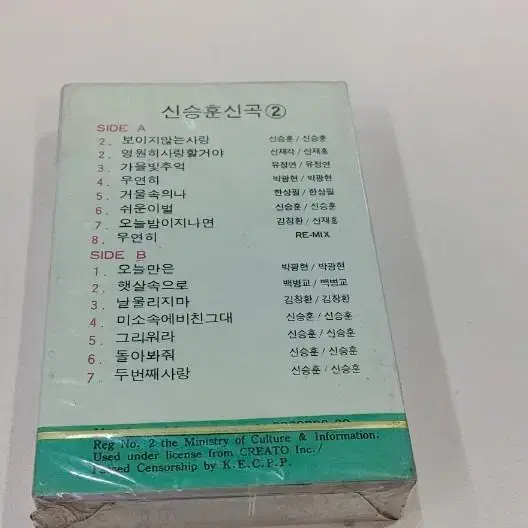 신승훈신곡②
SIDE A
2. 보이지않는사랑 신승훈 / 신승훈
2. 영원히사랑할거야 신재각 / 신재홍
3. 가을빛추억 유정연 / 유정연
4. 우연히 박광현 / 박광현
5. 거울속의나 한상필 / 한상필
6. 쉬운이별 신승훈 / 신승훈
7. 오늘밤이지나면 김창환 / 신재홍
8. 우연히 RE-MIX
SIDE B
1. 오늘만은 박광현 / 박광현
2. 햇살속으로 백병교 / 백병교
3. 날울리지마 김창환 / 김창환
4. 미소속에비친그대 신승훈 / 신승훈
5. 그리워라 신승훈 / 신승훈
6. 돌아봐줘 신승훈 / 신승훈
7. 두번째사랑 신승훈 / 신승훈
Reg No. 2 the Ministry of Culture & Information.
Used under license from CREATO Inc./
Passed Censorship by K.E.C.P.P.